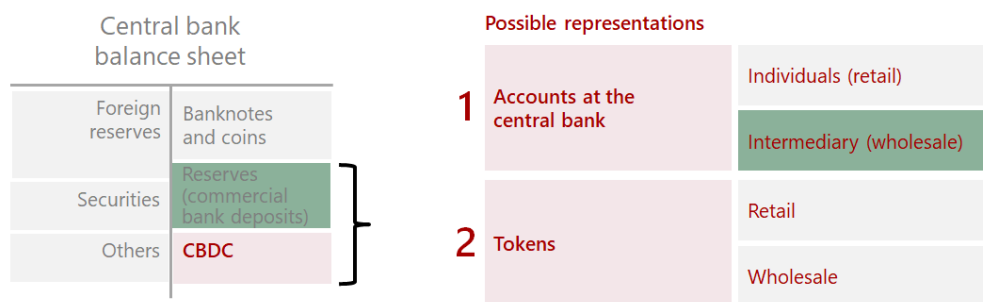 Central bank
balance sheet
Foreign
reserves
Banknotes
and coins
Securities
Reserves
(commercial
bank deposits)
Others
CBDC
Possible representations
1
Accounts at the
central bank
Individuals (retail)
Intermediary (wholesale)
2
Tokens
Retail
Wholesale